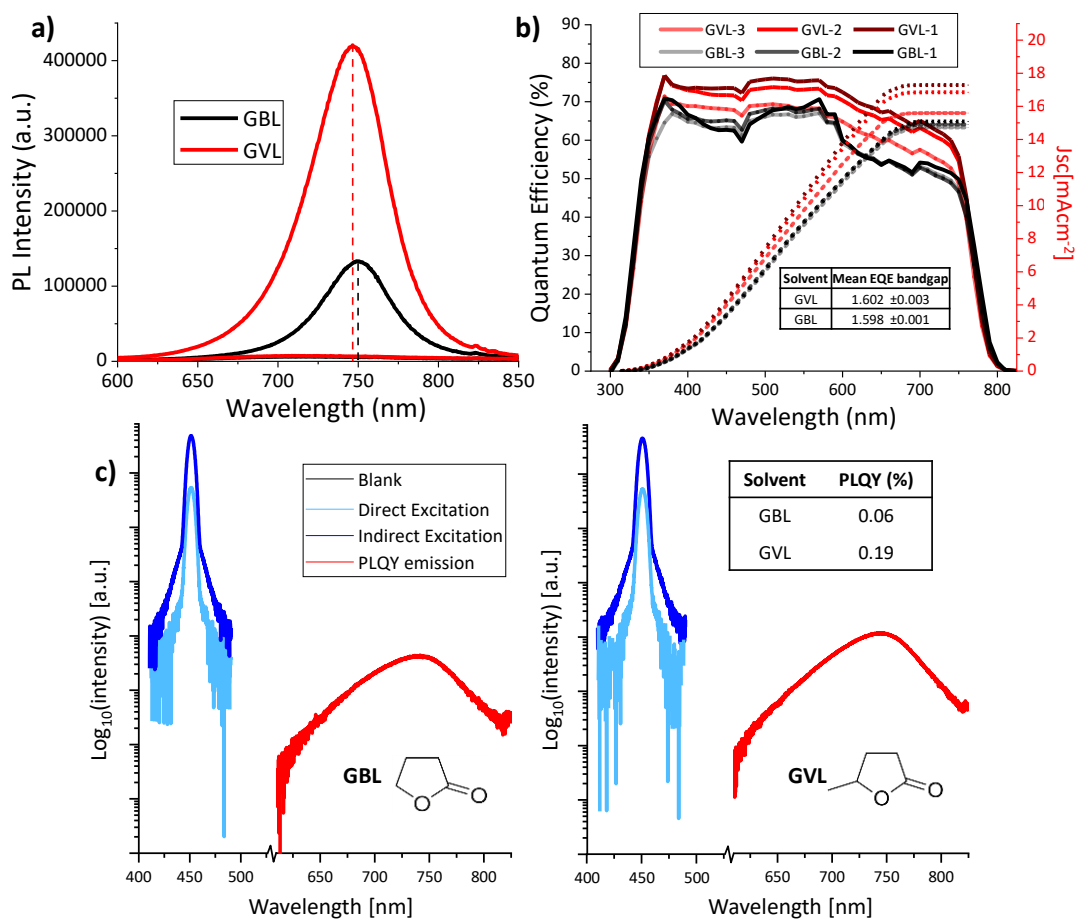 a)
PL Intensity (a.u.)
400000
300000
200000
100000
0
GBL
GVL
600 650 700 750 800 850
Wavelength (nm)
b)
GVL-3 GVL-2 GVL-1
GBL-3 GBL-2 GBL-1
Quantum Efficiency (%)
90
80
70
60
50
40
30
20
10
0
20
18
16
14
12
10
8
6
4
2
0
Jsc[mAcm-2]
Solvent Mean EQE bandgap
GVL 1.602 ±0.003
GBL 1.598 ±0.001
300 400 500 600 700 800
Wavelength (nm)
c)
Log10(intensity) [a.u.]
Blank
Direct Excitation
Indirect Excitation
PLQY emission
GBL
O
O
400 450 500 650 700 750 800
Wavelength [nm]
Log10(intensity) [a.u.]
Solvent PLQY (%)
GBL 0.06
GVL 0.19
GVL
O
O
400 450 500 650 700 750 800
Wavelength [nm]